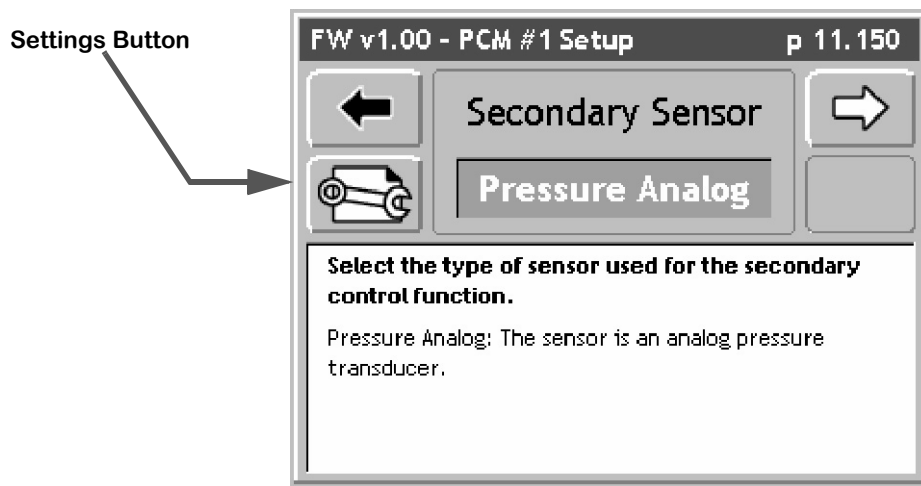 Settings Button
FW v1.00 - PCM #1 Setup p 11.150
Secondary Sensor
Pressure Analog
Select the type of sensor used for the secondary
control function.
Pressure Analog: The sensor is an analog pressure
transducer.